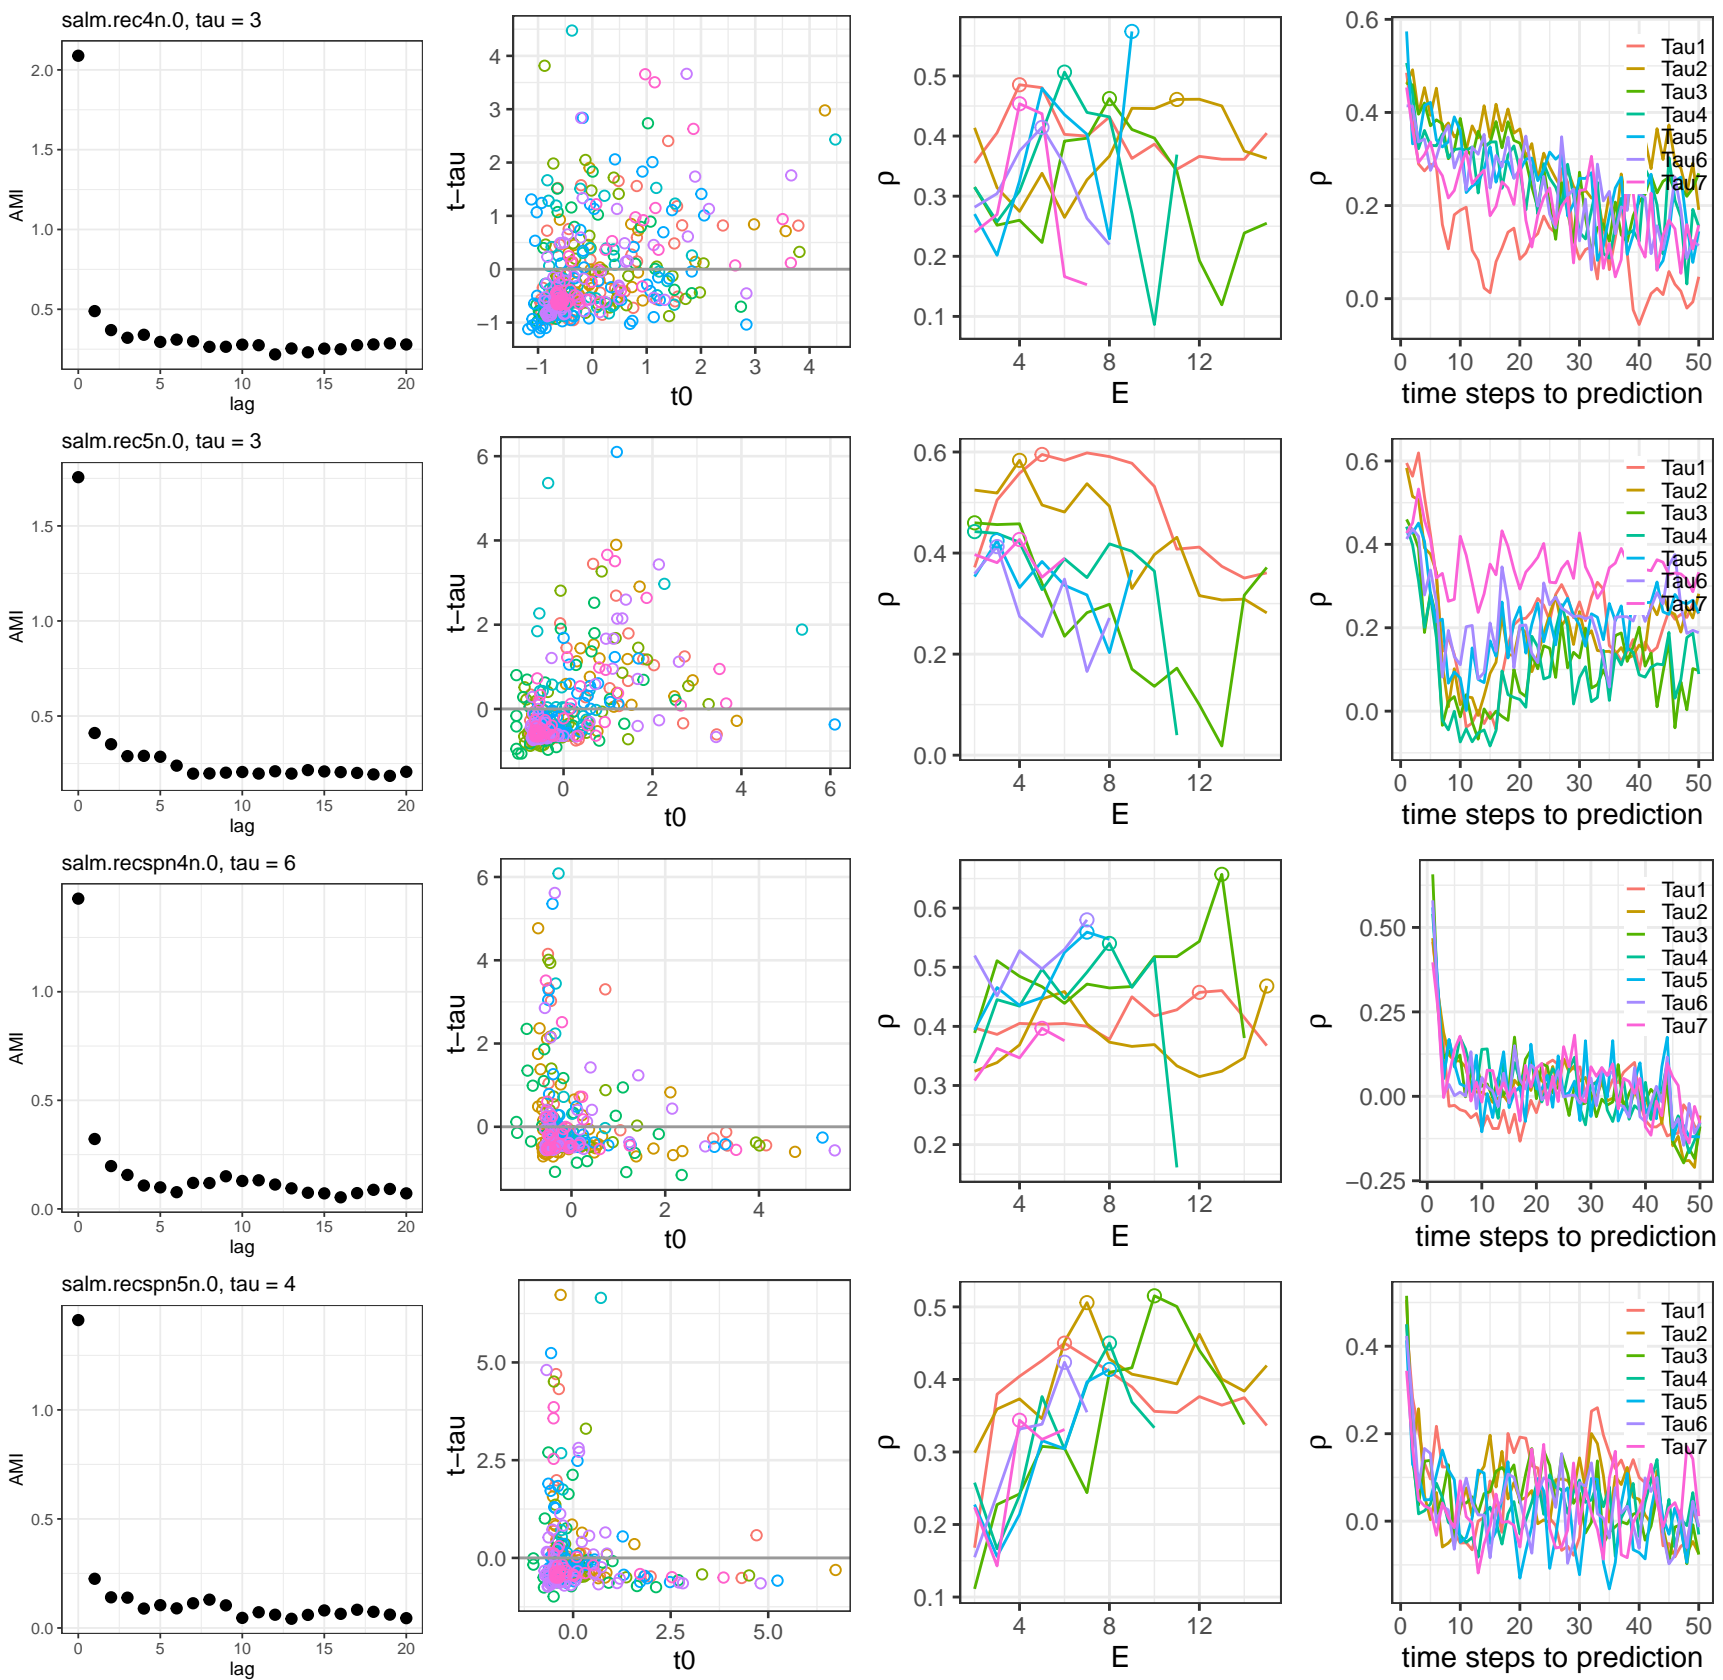 salm.rec4n.0, tau = 3
AMI
2.0
1.5
1.0
0.5
0 5 10 15 20
lag
t−tau
4
3
2
1
0
−1
−1 0 1 2 3 4
t0
ρ
0.5
0.4
0.3
0.2
0.1
4 8 12
E
ρ
0.6
0.4
0.2
0.0
Tau1
Tau2
Tau3
Tau4
Tau5
Tau6
Tau7
0 10 20 30 40 50
time steps to prediction
salm.rec5n.0, tau = 3
AMI
1.5
1.0
0.5
0 5 10 15 20
lag
t−tau
6
4
2
0
0 2 4 6
t0
ρ
0.6
0.4
0.2
0.0
4 8 12
E
ρ
0.6
0.4
0.2
0.0
Tau1
Tau2
Tau3
Tau4
Tau5
Tau6
Tau7
0 10 20 30 40 50
time steps to prediction
salm.recspn4n.0, tau = 6
AMI
1.0
0.5
0.0
0 5 10 15 20
lag
t−tau
6
4
2
0
0 2 4
t0
ρ
0.6
0.5
0.4
0.3
0.2
4 8 12
E
ρ
0.50
0.25
0.00
−0.25
Tau1
Tau2
Tau3
Tau4
Tau5
Tau6
Tau7
0 10 20 30 40 50
time steps to prediction
salm.recspn5n.0, tau = 4
AMI
1.0
0.5
0.0
0 5 10 15 20
lag
t−tau
5.0
2.5
0.0
0.0 2.5 5.0
t0
ρ
0.5
0.4
0.3
0.2
0.1
4 8 12
E
ρ
0.4
0.2
0.0
Tau1
Tau2
Tau3
Tau4
Tau5
Tau6
Tau7
0 10 20 30 40 50
time steps to prediction